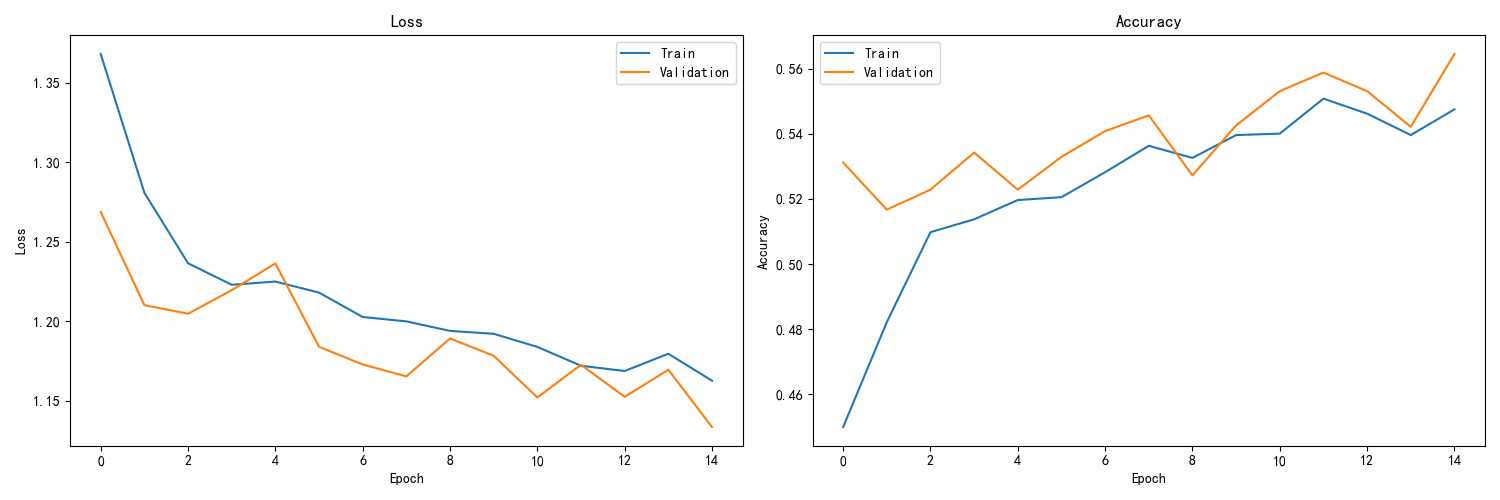 Loss
Train
Validation
1.35
1.30
1.25
1.20
1.15
Loss
0 2 4 6 8 10 12 14
Epoch
Accuracy
Train
Validation
0.56
0.54
0.52
0.50
0.48
0.46
Accuracy
0 2 4 6 8 10 12 14
Epoch